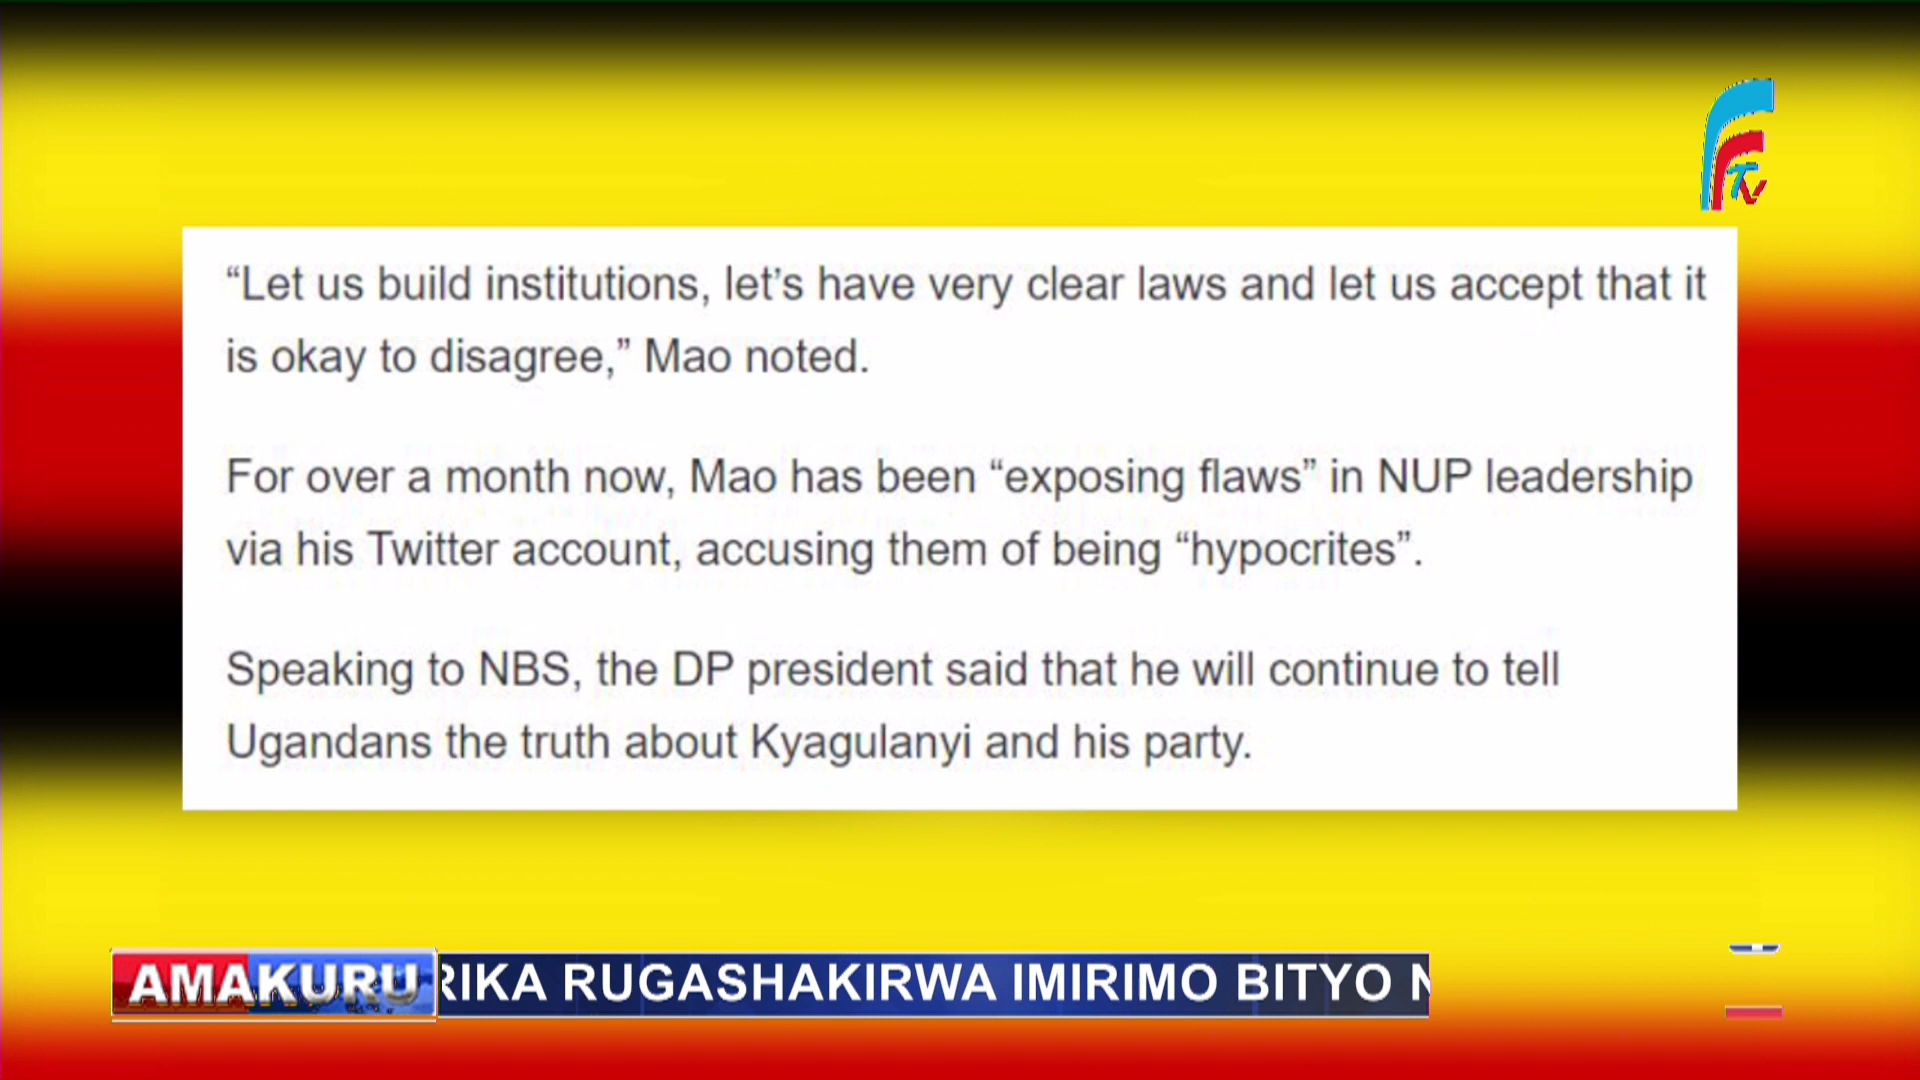 “Let us build institutions, let’s have very clear laws and let us accept that it
is okay to disagree,” Mao noted.
For over a month now, Mao has been “exposing flaws” in NUP leadership
via his Twitter account, accusing them of being “hypocrites”.
Speaking to NBS, the DP president said that he will continue to tell
Ugandans the truth about Kyagulanyi and his party.
TV
AMAKURU
RIKA RUGASHAKIRWA IMIRIMO BITYO N